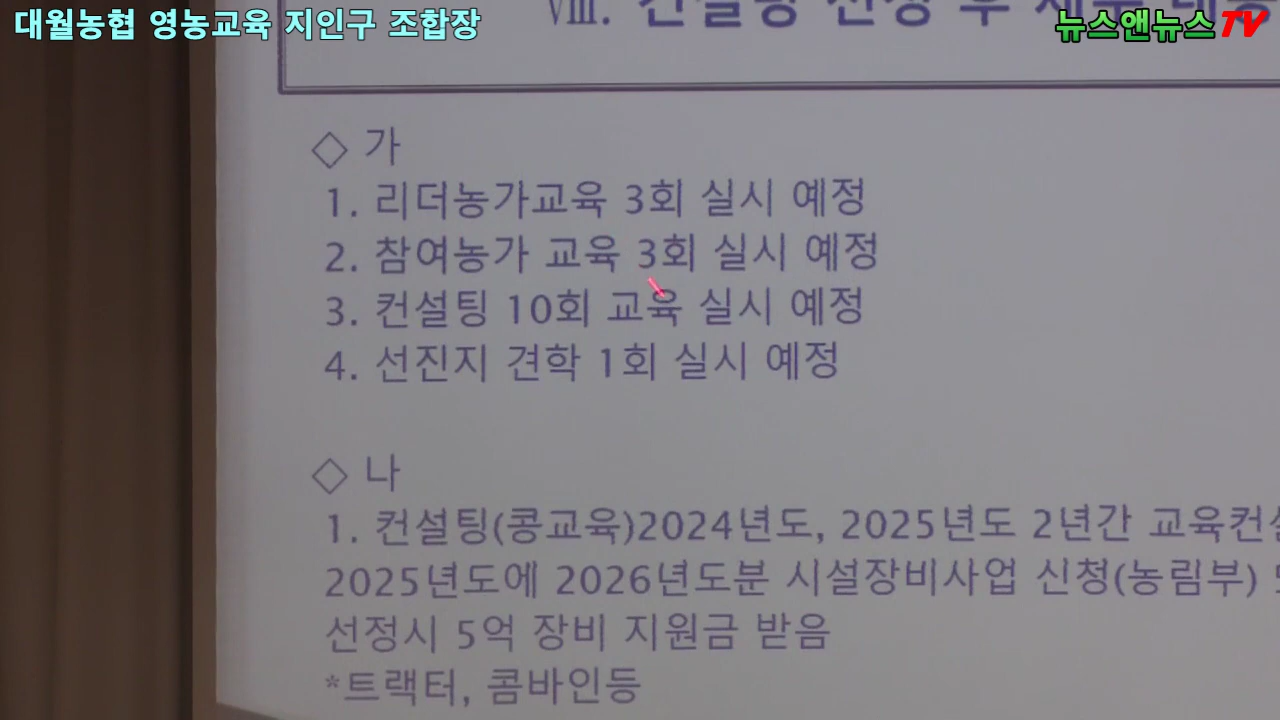 대월농협 영농교육 지인구 조합장
뉴스앤뉴스TV
Ⅷ. 컨설팅 선정 후
◇ 가
1. 리더농가교육 3회 실시 예정
2. 참여농가 교육 3회 실시 예정
3. 컨설팅 10회 교육 실시 예정
4. 선진지 견학 1회 실시 예정
◇ 나
1. 컨설팅(콩교육)2024년도, 2025년도 2년간
2025년도에 2026년도분 시설장비사업 신청(농림부)
선정시 5억 장비 지원금 받음
*트랙터, 콤바인등